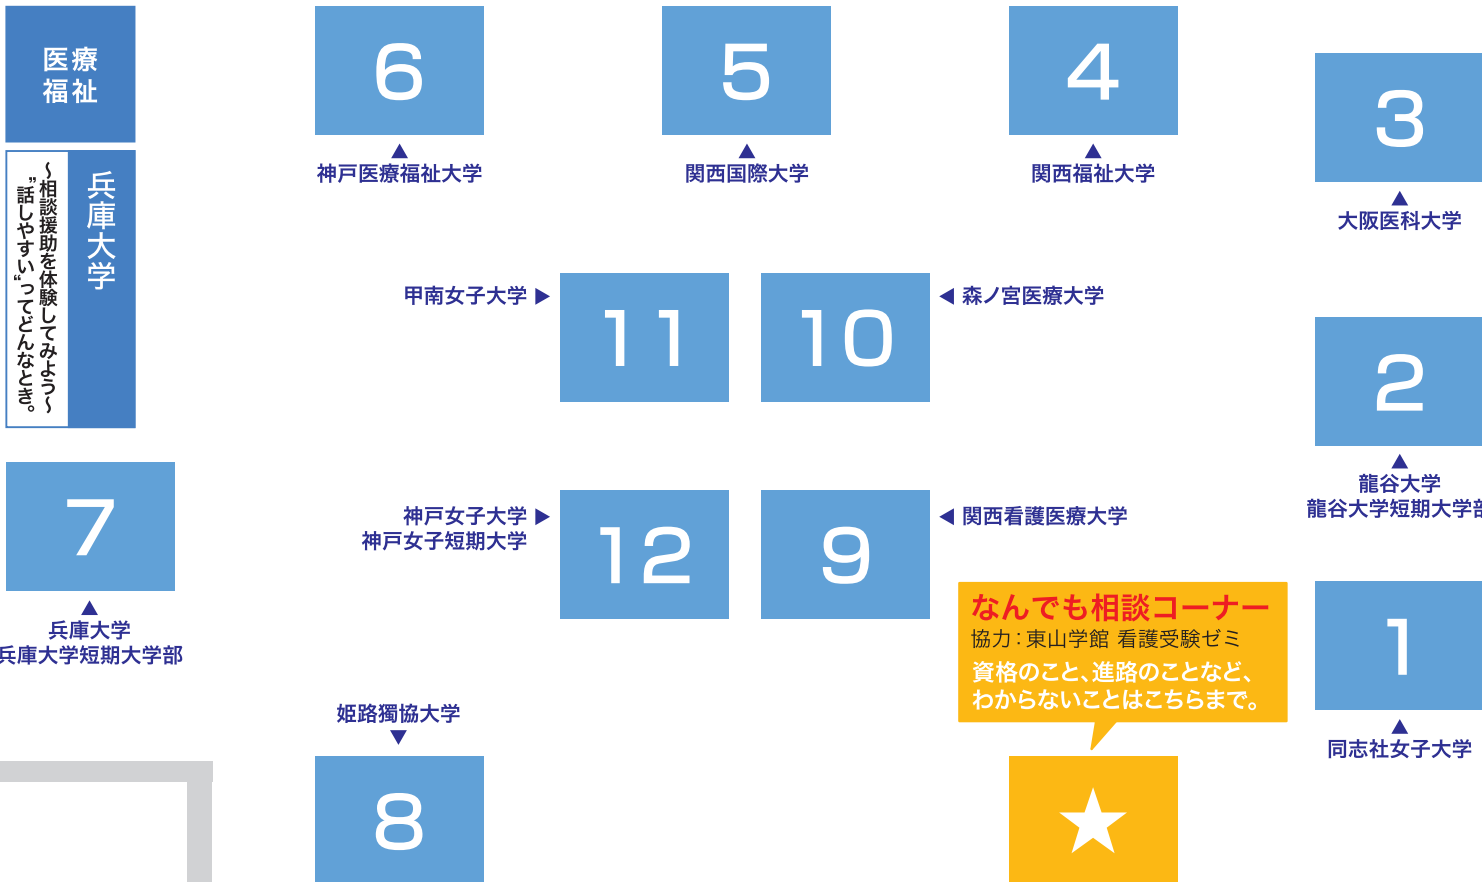 医療
福祉
兵庫大学
～相談援助を体験してみよう～
”話しやすい“ってどんなとき。
6
神戸医療福祉大学
5
関西国際大学
4
関西福祉大学
3
大阪医科大学
甲南女子大学
11
10
森ノ宮医療大学
2
龍谷大学
龍谷大学短期大学部
7
兵庫大学
兵庫大学短期大学部
神戸女子大学
神戸女子短期大学
12
9
関西看護医療大学
なんでも相談コーナー
協力：東山学館 看護受験ゼミ
資格のこと、進路のことなど、
わからないことはこちらまで。
1
同志社女子大学
姫路獨協大学
8